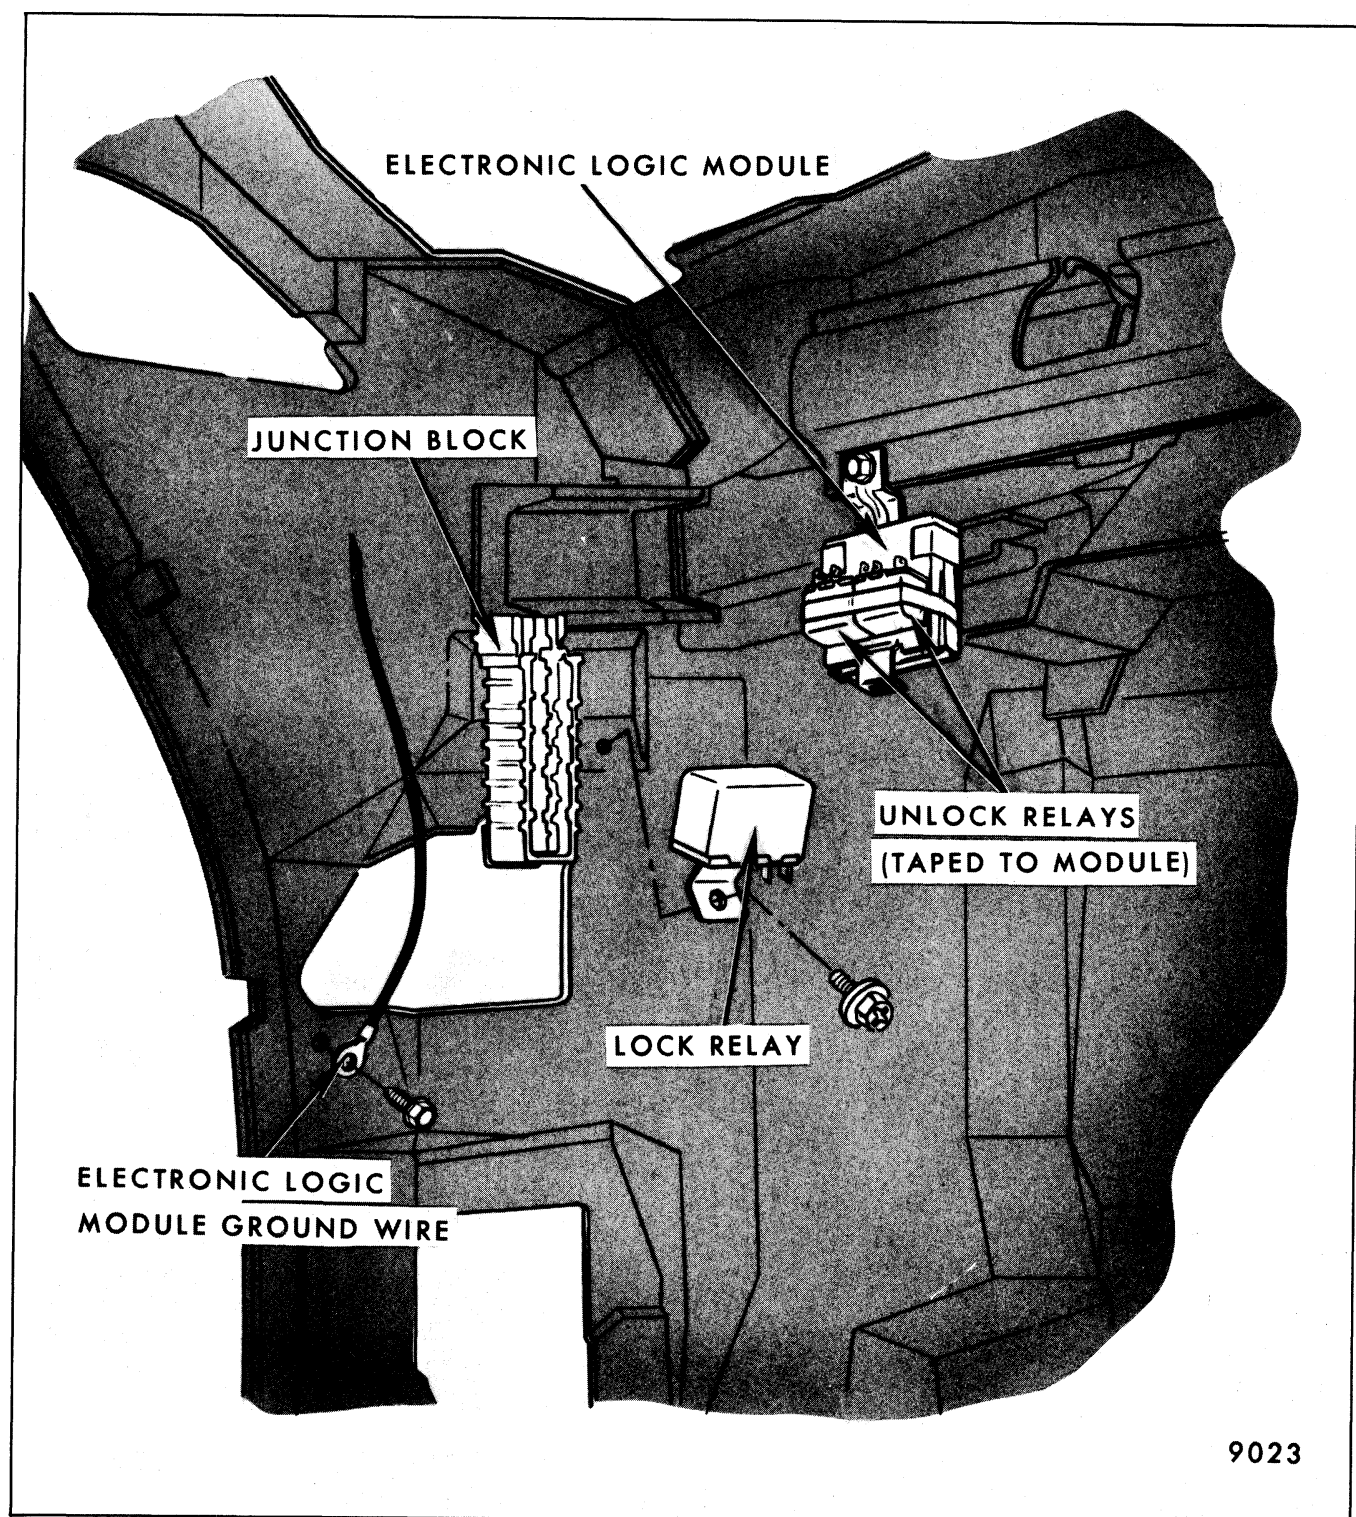 ELECTRONIC LOGIC MODULE
JUNCTION BLOCK
UNLOCK RELAYS
(TAPED TO MODULE)
LOCK RELAY
ELECTRONIC LOGIC
MODULE GROUND WIRE
9023